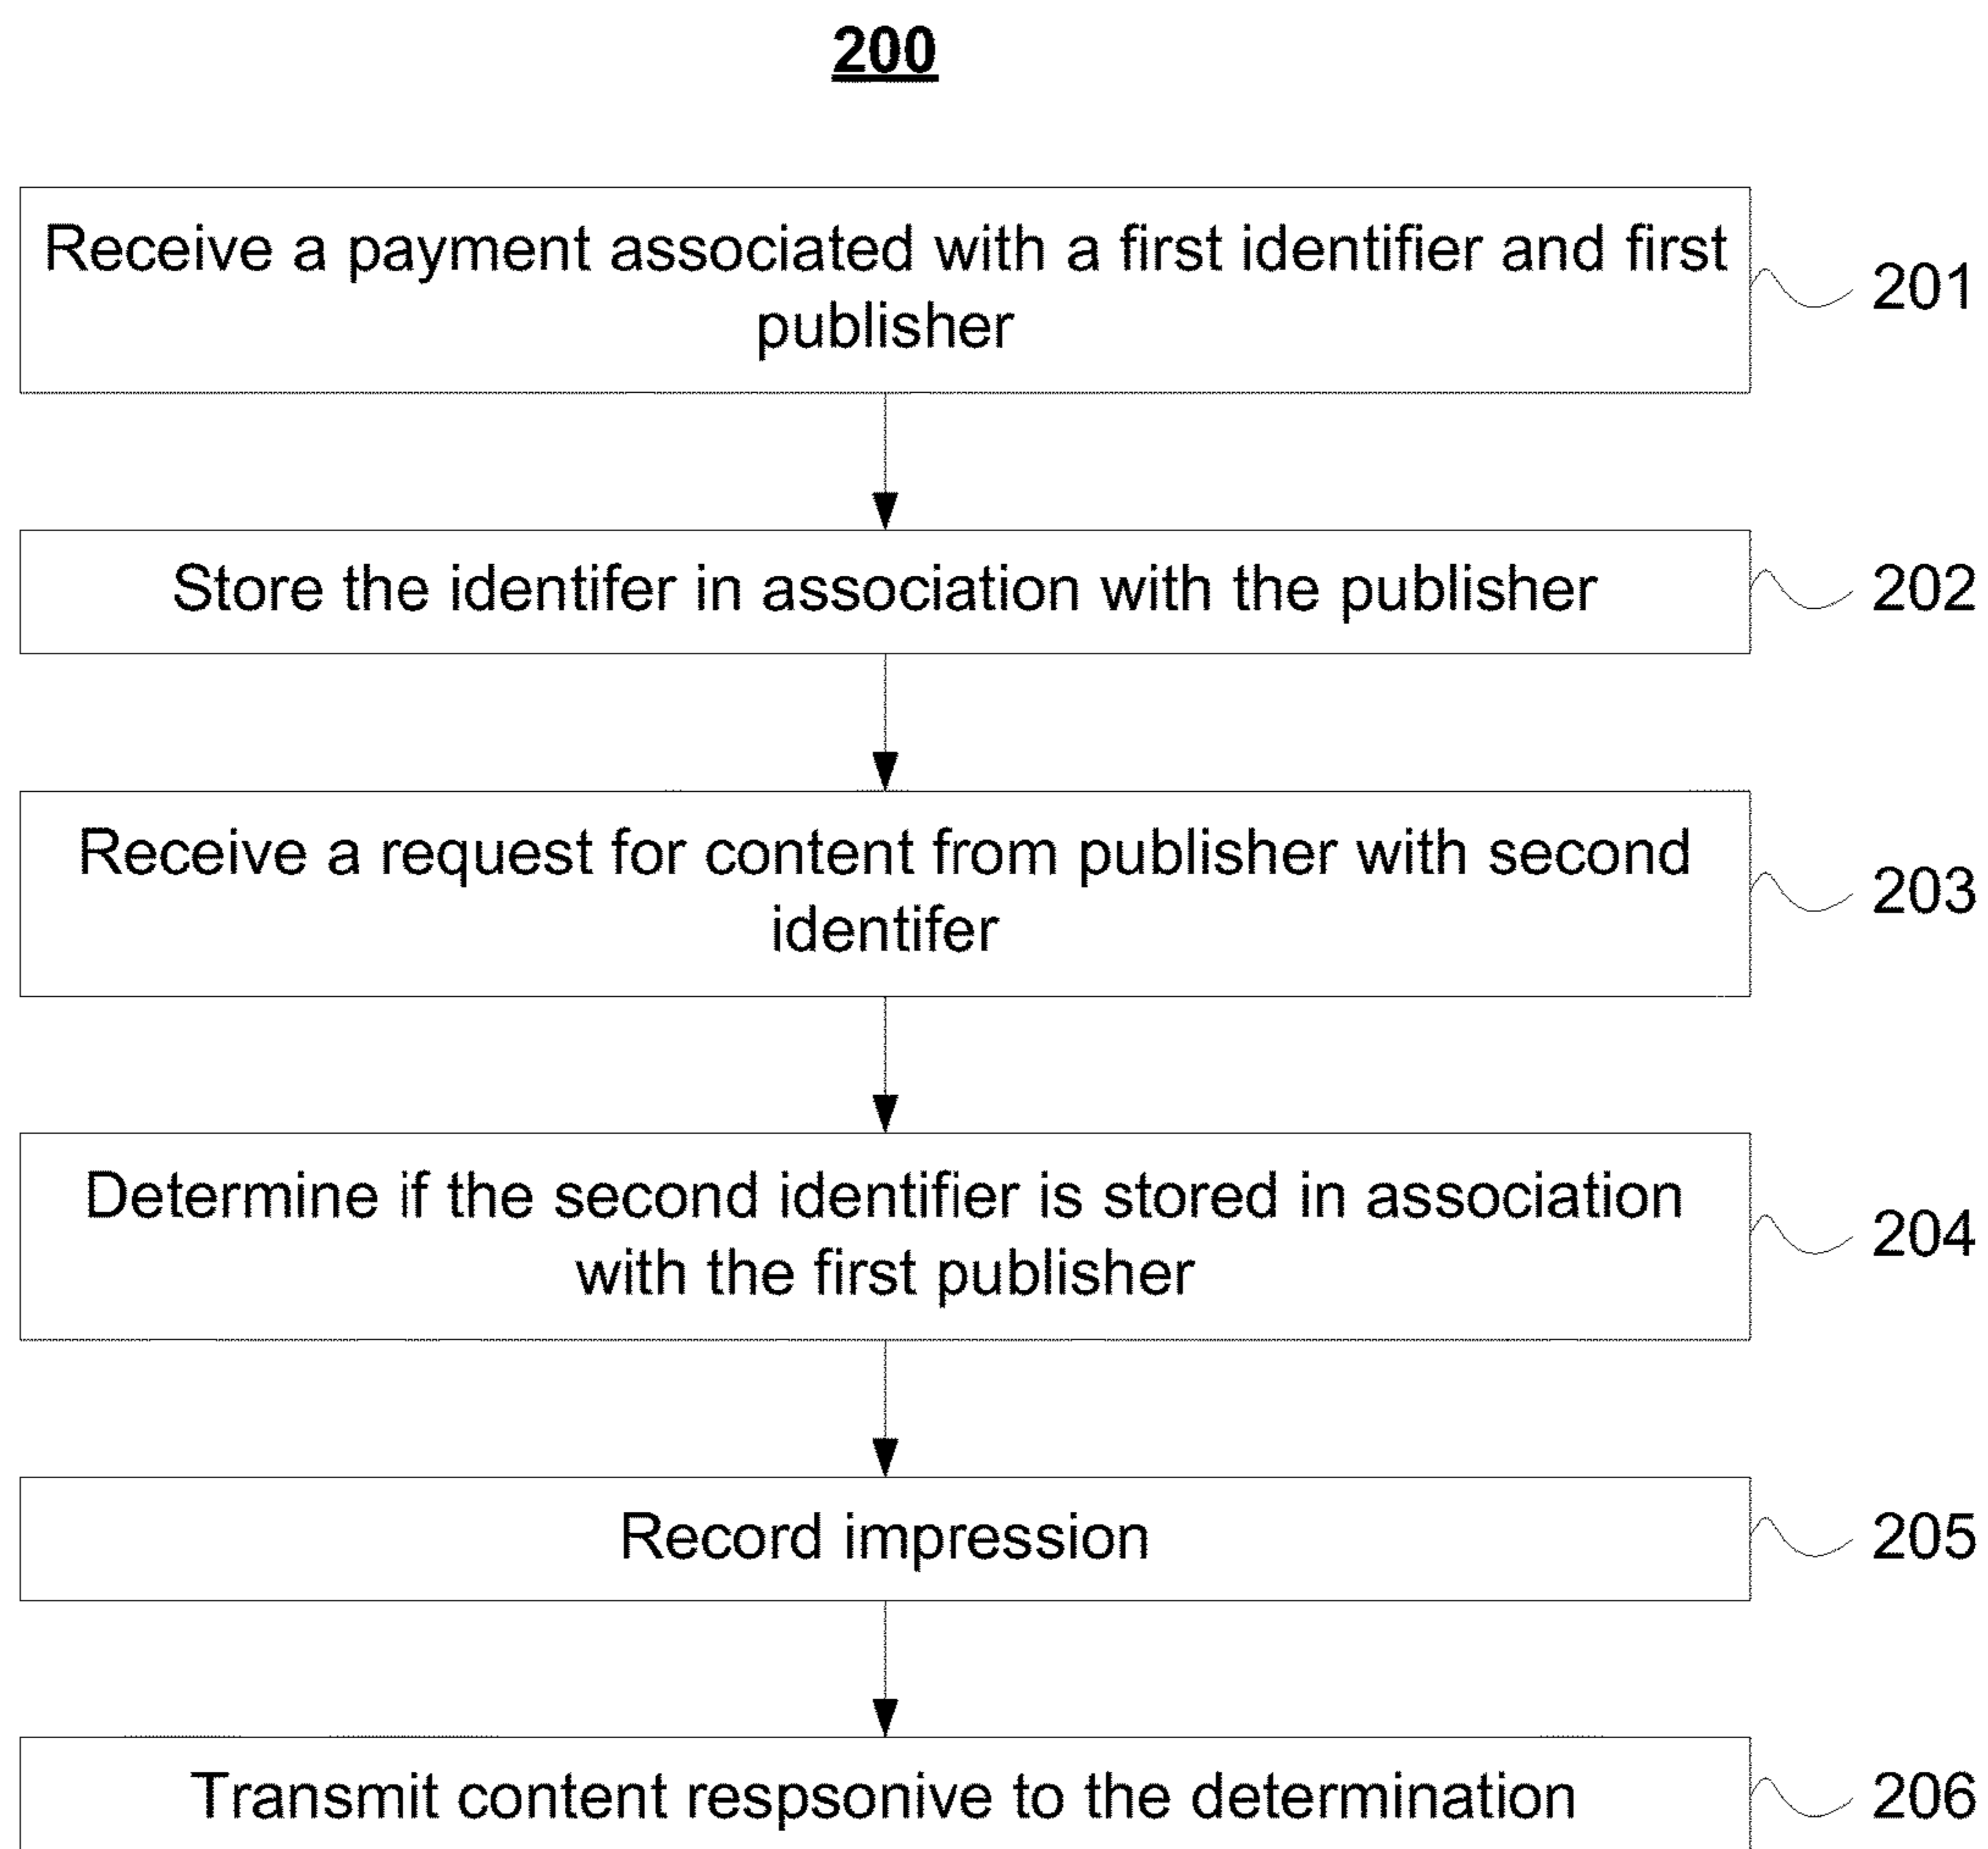 200
Receive a payment associated with a first identifier and first
publisher
201
Store the identifer in association with the publisher
202
Receive a request for content from publisher with second
identifer
203
Determine if the second identifier is stored in association
with the first publisher
204
Record impression
205
Transmit content respsonive to the determination
206